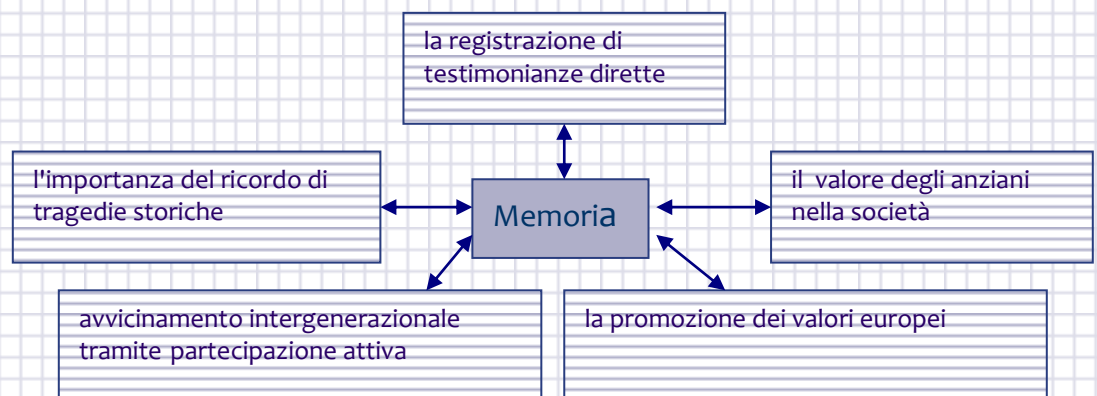 la registrazione di
testimonianze dirette
l'importanza del ricordo di
tragedie storiche
Memoria
il valore degli anziani
nella società
avvicinamento intergenerazionale
tramite partecipazione attiva
la promozione dei valori europei